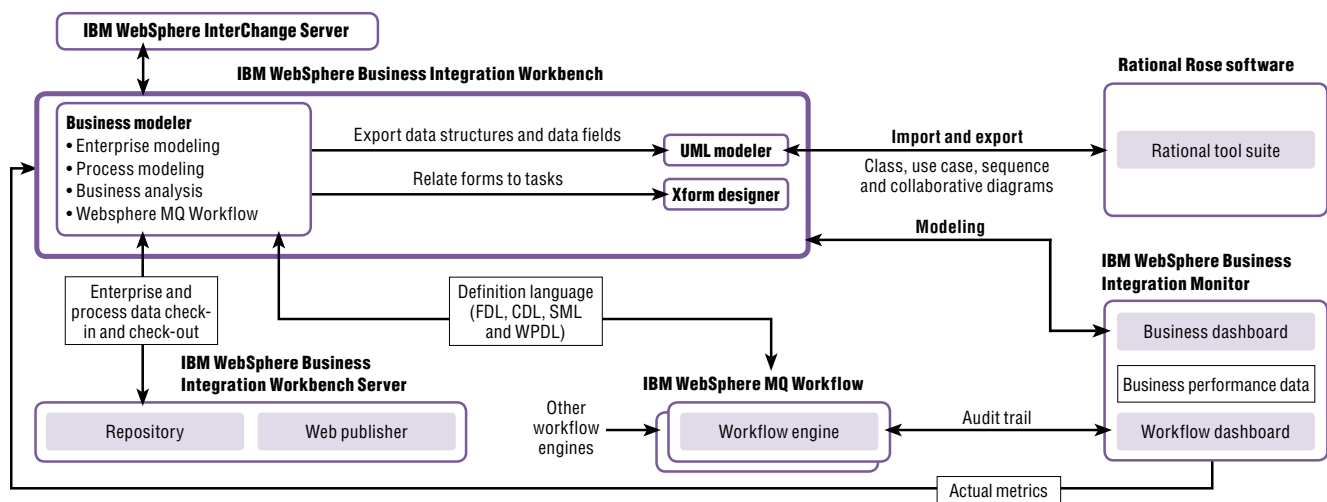 IBM WebSphere InterChange Server
IBM WebSphere Business Integration Workbench
Business modeler
• Enterprise modeling
• Process modeling
• Business analysis
• Websphere MQ Workflow
Export data structures and data fields
Relate forms to tasks
UML modeler
Xform designer
Import and export
Class, use case, sequence
and collaborative diagrams
Rational Rose software
Rational tool suite
Modeling
Enterprise and
process data check-
in and check-out
Definition language
(FDL, CDL, SML
and WPDL)
IBM WebSphere Business
Integration Monitor
Business dashboard
Business performance data
Workflow dashboard
IBM WebSphere Business
Integration Workbench Server
Repository
Web publisher
Other
workflow
engines
IBM WebSphere MQ Workflow
Workflow engine
Audit trail
Actual metrics